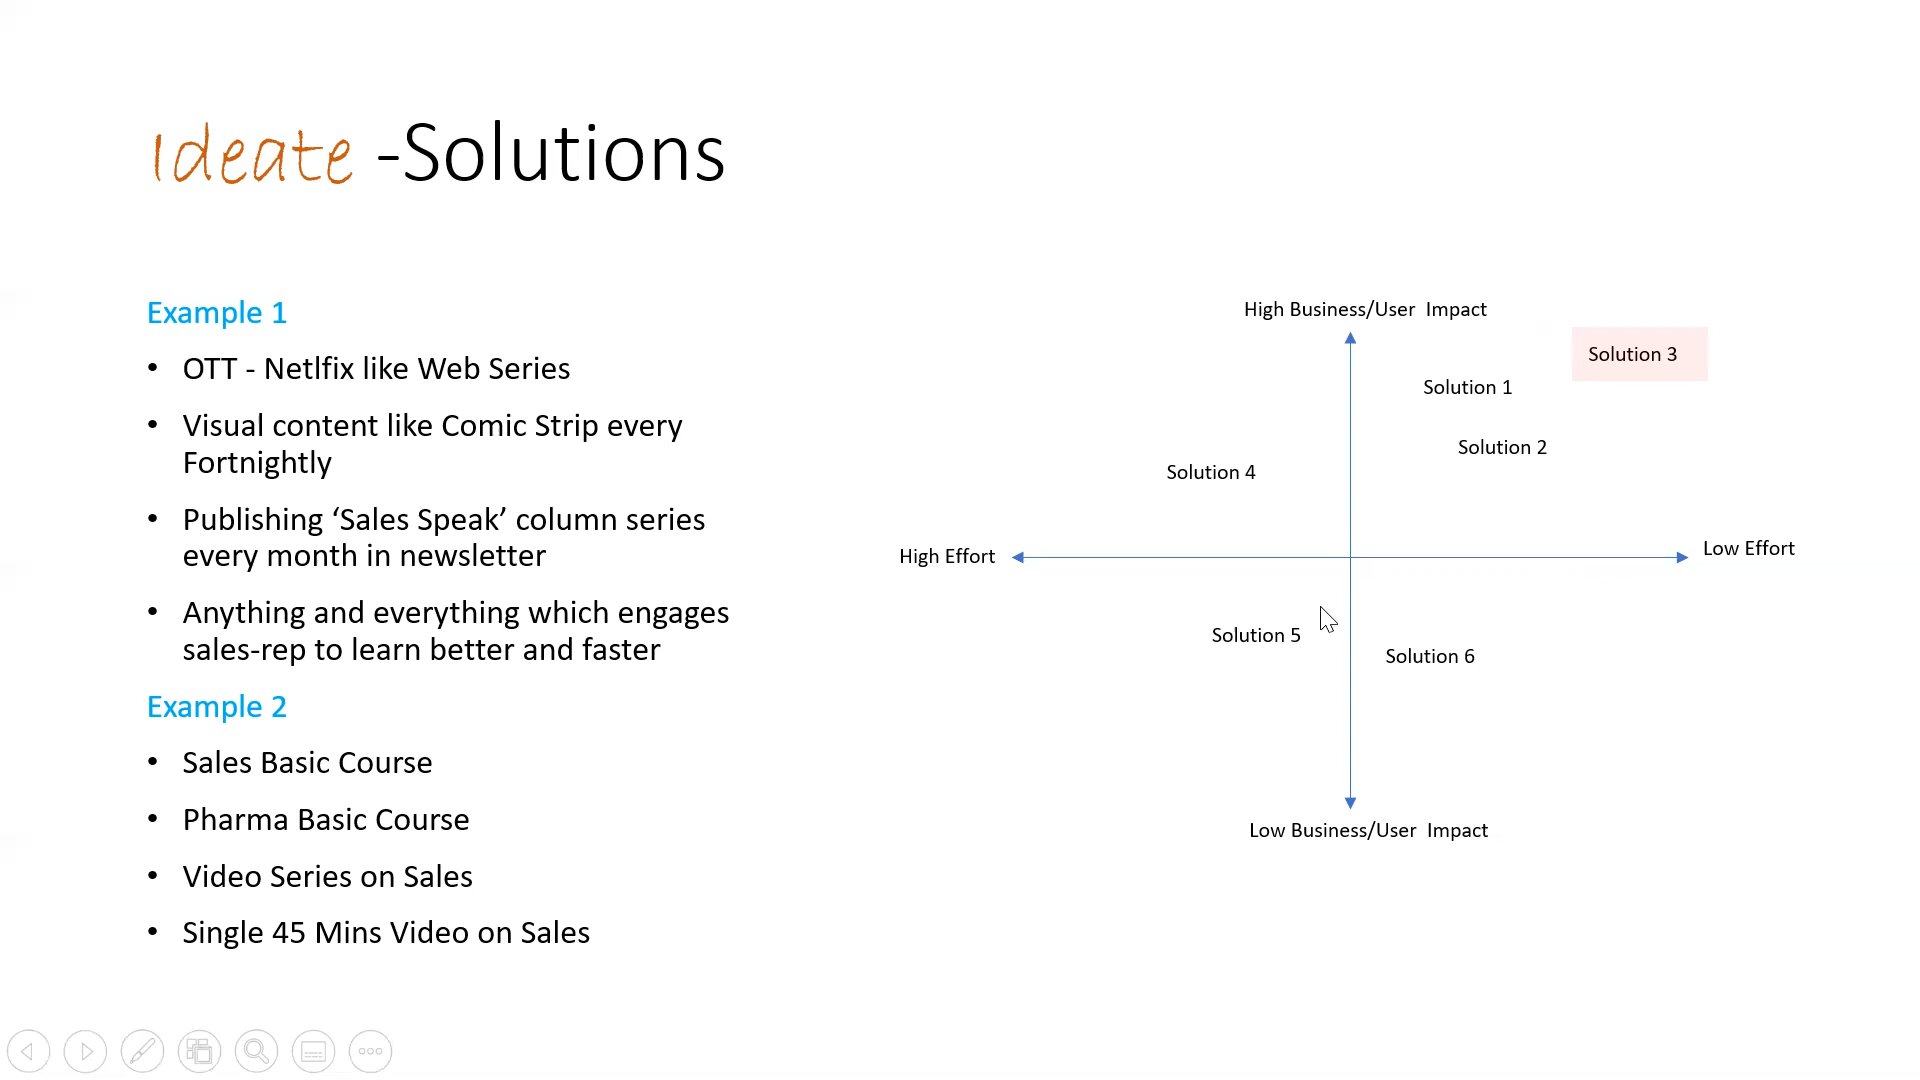 Ideate -Solutions
Example 1
• OTT - Netlfix like Web Series
• Visual content like Comic Strip every
Fortnightly
• Publishing ‘Sales Speak’ column series
every month in newsletter
• Anything and everything which engages
sales-rep to learn better and faster
Example 2
• Sales Basic Course
• Pharma Basic Course
• Video Series on Sales
• Single 45 Mins Video on Sales
High Business/User Impact
Solution 3
Solution 1
Solution 2
Solution 4
High Effort
Low Effort
Solution 5
Solution 6
Low Business/User Impact